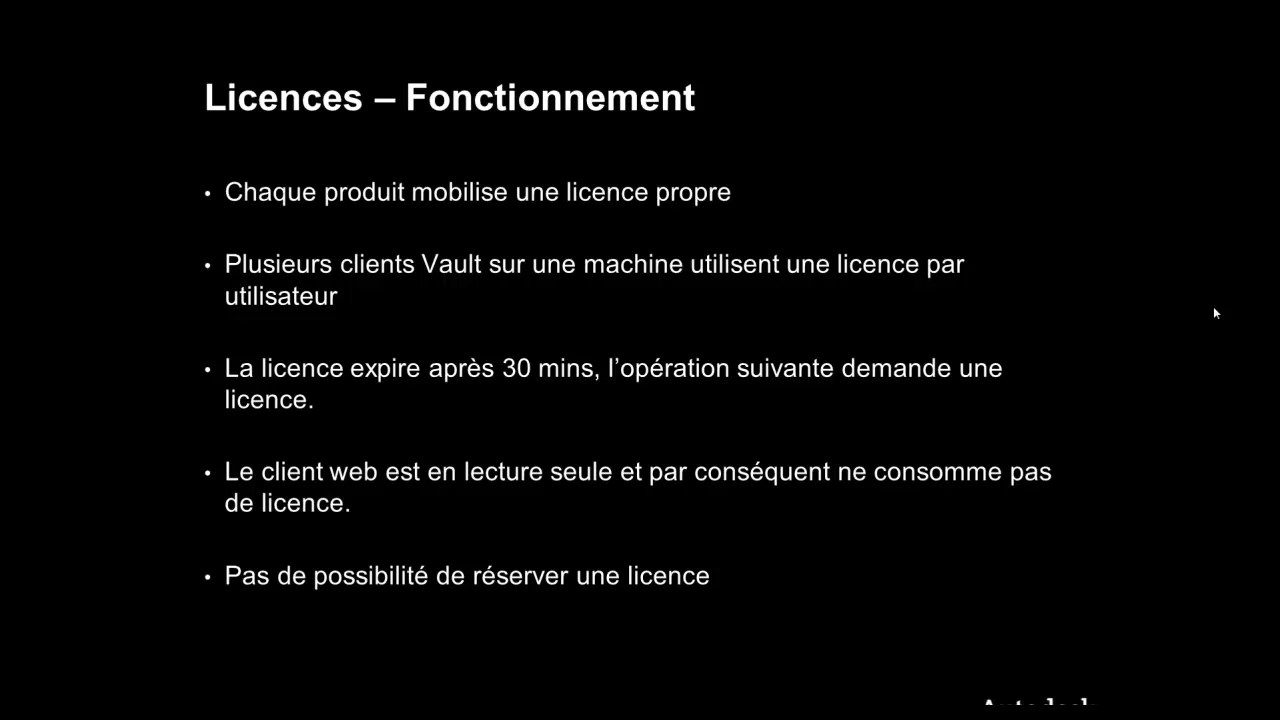 Licences – Fonctionnement
• Chaque produit mobilise une licence propre
• Plusieurs clients Vault sur une machine utilisent une licence par
utilisateur
• La licence expire après 30 mins, l’opération suivante demande une
licence.
• Le client web est en lecture seule et par conséquent ne consomme pas
de licence.
• Pas de possibilité de réserver une licence
Autodesk